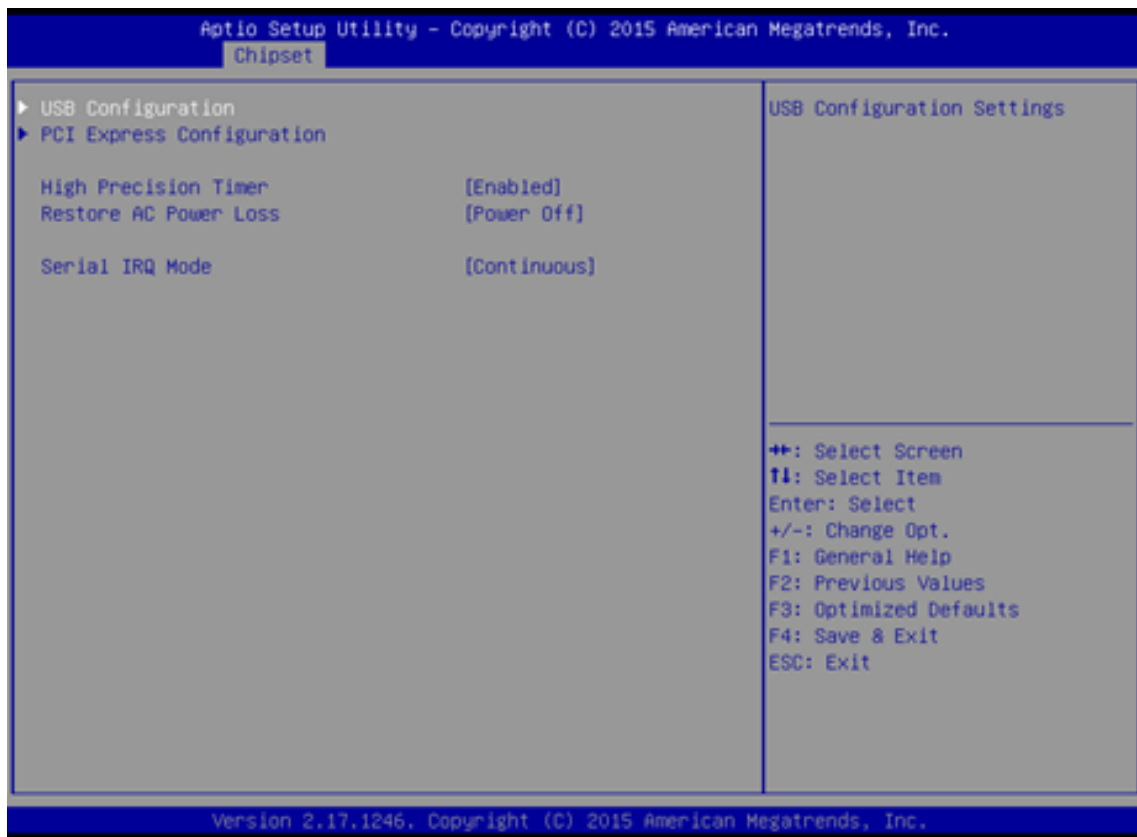 Aptio Setup Utility – Copyright (C) 2015 American Megatrends, Inc.
Chipset
USB Configuration
PCI Express Configuration
High Precision Timer [Enabled]
Restore AC Power Loss [Power Off]
Serial IRQ Mode [Continuous]
USB Configuration Settings
→←: Select Screen
↑↓: Select Item
Enter: Select
+/-: Change Opt.
F1: General Help
F2: Previous Values
F3: Optimized Defaults
F4: Save & Exit
ESC: Exit
Version 2.17.1246. Copyright (C) 2015 American Megatrends, Inc.